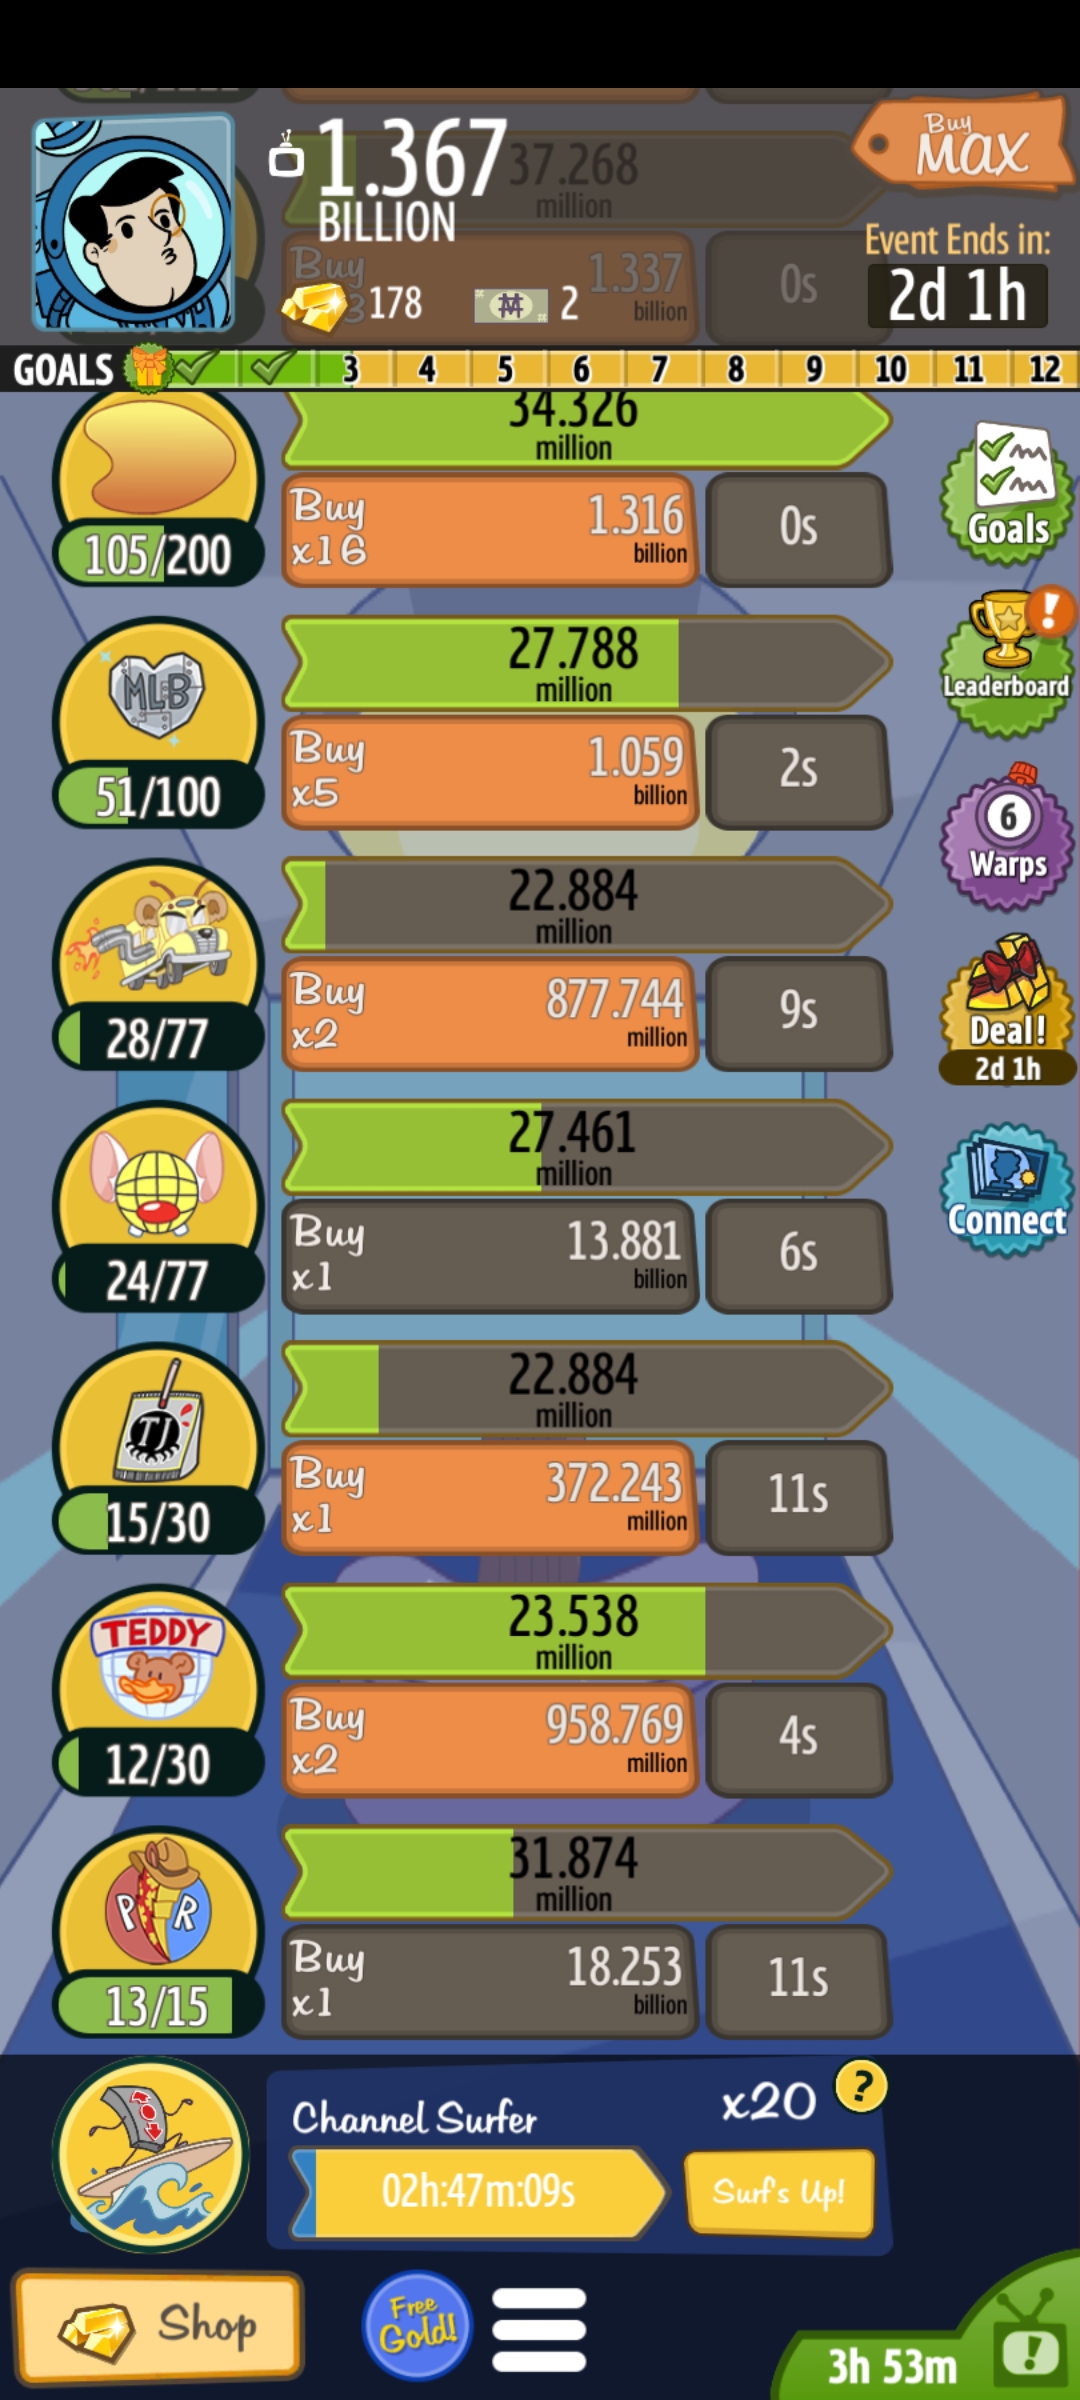 1.367
BILLION
37.268
million
Buy
MAX
Event Ends in:
2d 1h
Buy
1.337
billion
0s
178
2
GOALS 3 4 5 6 7 8 9 10 11 12
34.326
million
Buy
x16
1.316
billion
0s
105/200
Goals
27.788
million
Buy
x5
1.059
billion
2s
MLB
51/100
Leaderboard
22.884
million
Buy
x2
877.744
million
9s
28/77
6
Warps
Deal!
2d 1h
27.461
million
Buy
x1
13.881
billion
6s
24/77
Connect
22.884
million
Buy
x1
372.243
million
11s
TJ
15/30
23.538
million
Buy
x2
958.769
million
4s
TEDDY
12/30
31.874
million
Buy
x1
18.253
billion
11s
P R
13/15
Channel Surfer
x20
?
02h:47m:09s
Surf's Up!
Shop
Free
Gold!
3h 53m
!